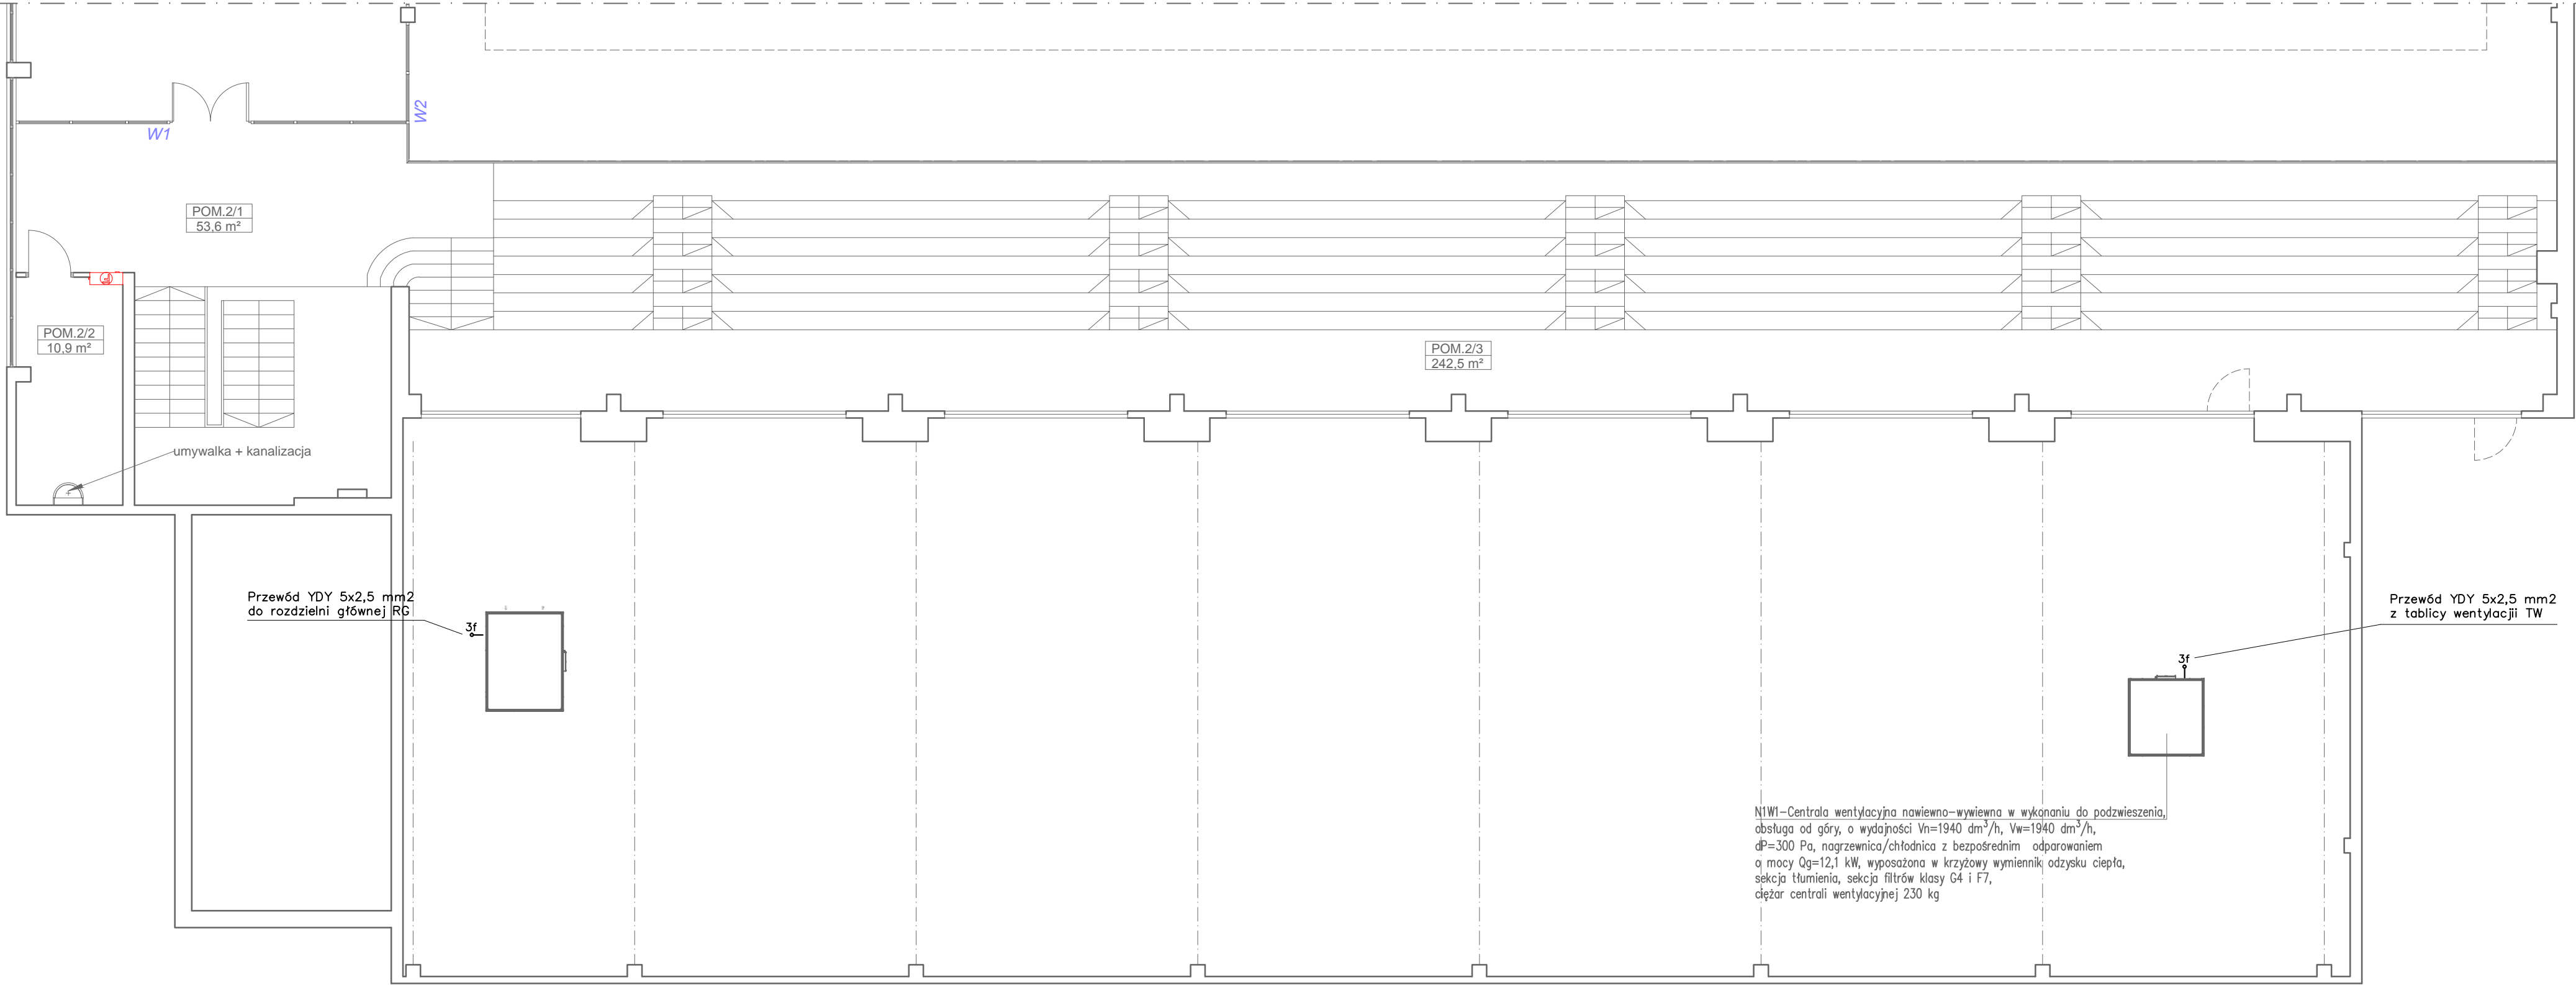 W1
W2
POM.2/1
53,6 m²
POM.2/2
10,9 m²
POM.2/3
242,5 m²
umywalka + kanalizacja
Przewód YDY 5x2,5 mm2
do rozdzielni głównej RG
3f
Przewód YDY 5x2,5 mm2
z tablicy wentylacjii TW
3f
N1W1-Centrala wentylacyjna nawiewno-wywiewna w wykonaniu do podzwieszenia,
obsługa od góry, o wydajności Vn=1940 dm³/h, Vw=1940 dm³/h,
dP=300 Pa, nagrzewnica/chłodnica z bezpośrednim odparowaniem
o mocy Qg=12,1 kW, wyposażona w krzyżowy wymiennik odzysku ciepła,
sekcja tłumienia, sekcja filtrów klasy G4 i F7,
ciężar centrali wentylacyjnej 230 kg